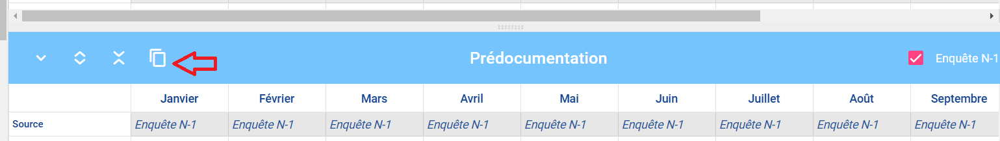 Prédocumentation
Enquête N-1
Janvier Février Mars Avril Mai Juin Juillet Août Septembre
Source Enquête N-1 Enquête N-1 Enquête N-1 Enquête N-1 Enquête N-1 Enquête N-1 Enquête N-1 Enquête N-1 Enquête N-1